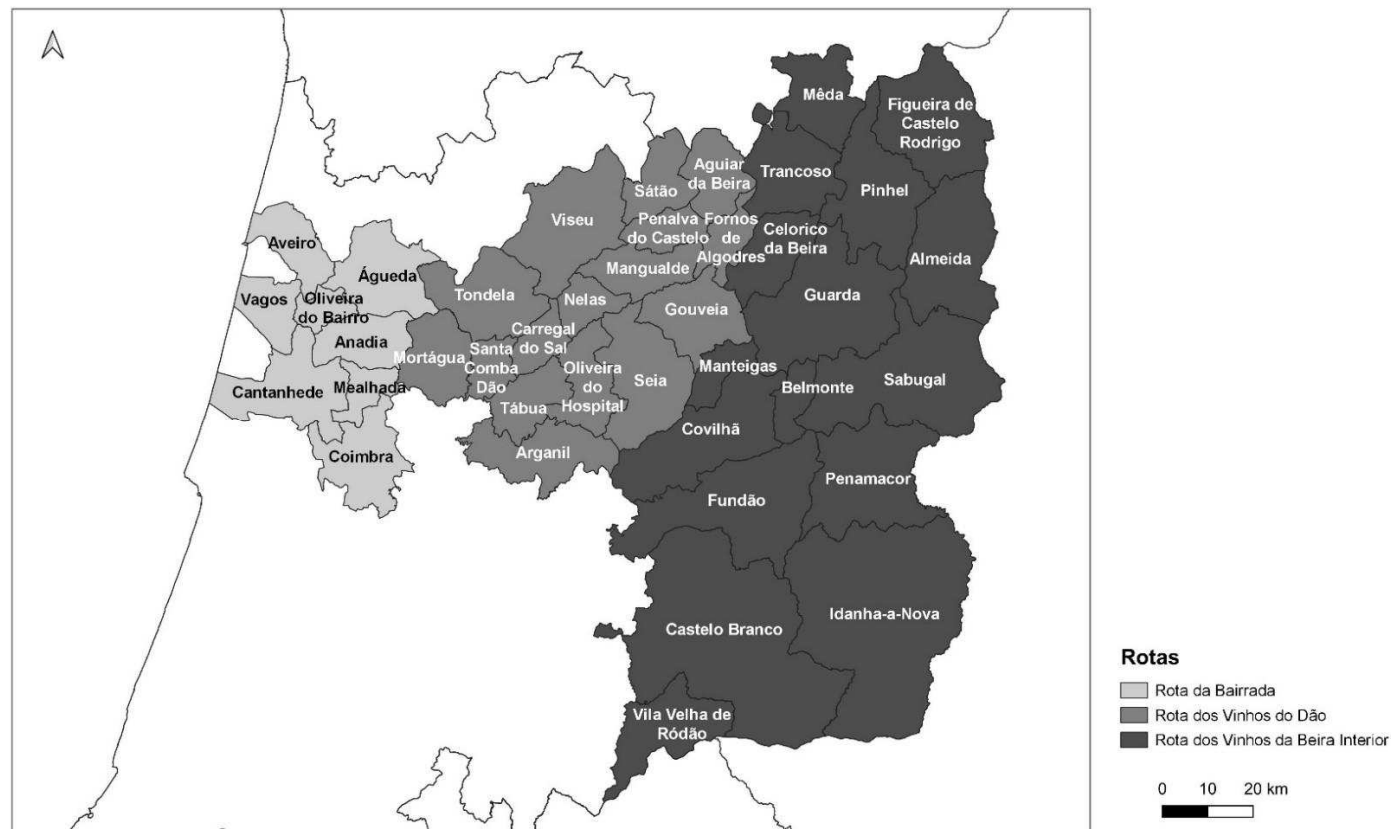 Mêda
Figueira de
Castelo
Rodrigo
Aguiar
da Beira
Trancoso
Sátão
Pinhel
Viseu
Penalva
do Castelo
Fornos
de
Algodres
Celorico
da Beira
Aveiro
Águeda
Mangualde
Almeida
Vagos
Oliveira
do Bairro
Tondela
Nelas
Gouveia
Guarda
Anadia
Mortágua
Santa
Comba
Dão
Carregal
do Sal
Oliveira
do
Hospital
Seia
Manteigas
Belmonte
Sabugal
Cantanhede
Mealhada
Tábua
Covilhã
Coimbra
Arganil
Fundão
Penamacor
Castelo Branco
Idanha-a-Nova
Vila Velha de
Ródão
Rotas
Rota da Bairrada
Rota dos Vinhos do Dão
Rota dos Vinhos da Beira Interior
0 10 20 km